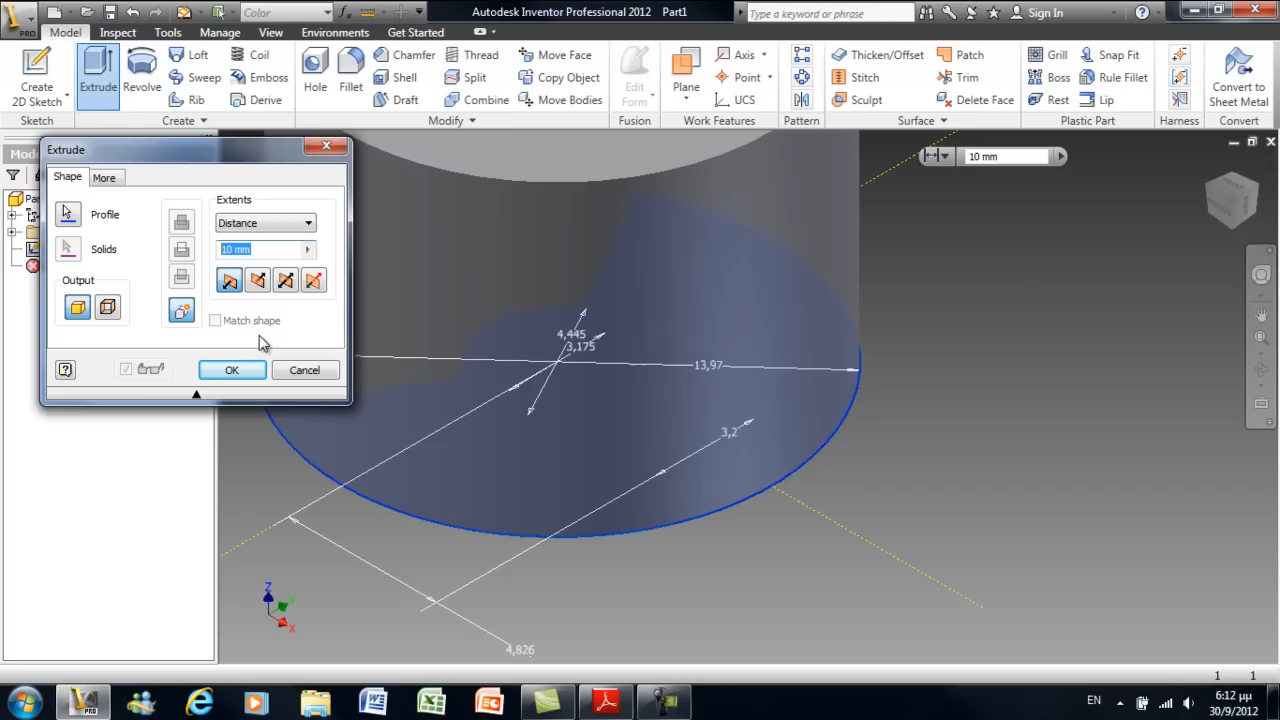 Color
Autodesk Inventor Professional 2012 Part1
Type a keyword or phrase
Sign In
PRO
Model Inspect Tools Manage View Environments Get Started
Create
2D Sketch
Extrude
Revolve
Loft
Sweep
Rib
Coil
Emboss
Derive
Hole
Fillet
Chamfer
Shell
Draft
Thread
Split
Combine
Move Face
Copy Object
Move Bodies
Edit
Form
Plane
Axis
Point
UCS
Thicken/Offset
Stitch
Sculpt
Patch
Trim
Delete Face
Grill
Boss
Rest
Snap Fit
Rule Fillet
Lip
Convert to
Sheet Metal
Sketch Create Modify Fusion Work Features Pattern Surface Plastic Part Harness Convert
Extrude
Shape More
Profile
Solids
Output
Extents
Distance
10 mm
Match shape
OK Cancel
10 mm
4,445
3,175
13,97
3,2
4,826
Z
X
1 1
PRO
EN
6:12 μμ
30/9/2012